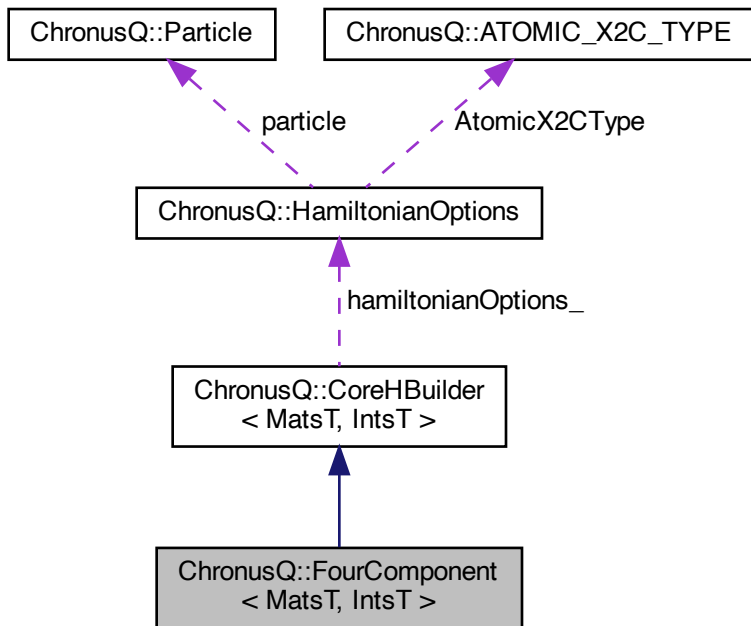 ChronusQ::Particle
ChronusQ::ATOMIC_X2C_TYPE
particle
AtomicX2CType
ChronusQ::HamiltonianOptions
hamiltonianOptions_
ChronusQ::CoreHBuilder
< MatsT, IntsT >
ChronusQ::FourComponent
< MatsT, IntsT >